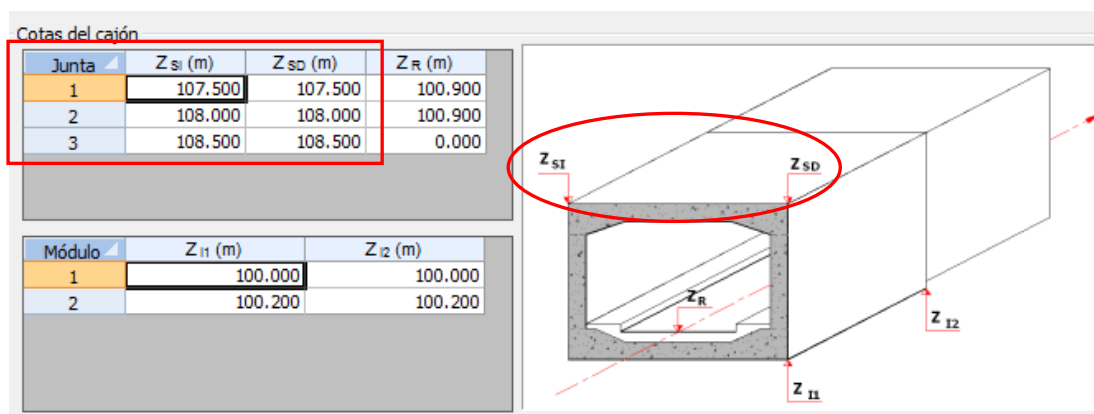 Cotas del cajón
Junta Z SI (m) Z SD (m) Z R (m)
1 107.500 107.500 100.900
2 108.000 108.000 100.900
3 108.500 108.500 0.000
Módulo Z I1 (m) Z I2 (m)
1 100.000 100.000
2 100.200 100.200
Z SI
Z SD
Z R
Z I2
Z I1